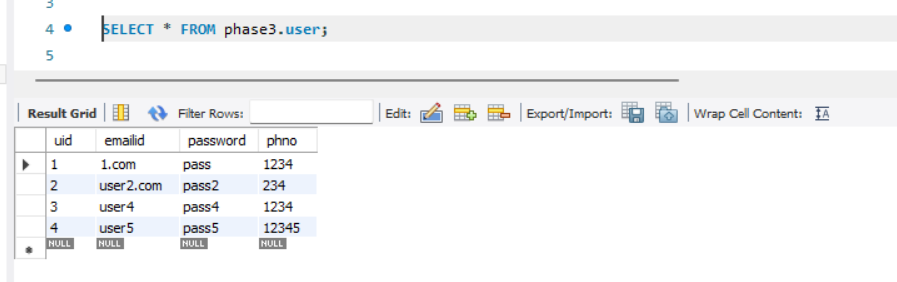 3
4 SELECT * FROM phase3.user;
5
Result Grid Filter Rows: Edit: Export/Import: Wrap Cell Content: IA
uid emailid password phno
1 1.com pass 1234
2 user2.com pass2 234
3 user4 pass4 1234
4 user5 pass5 12345
NULL NULL NULL NULL